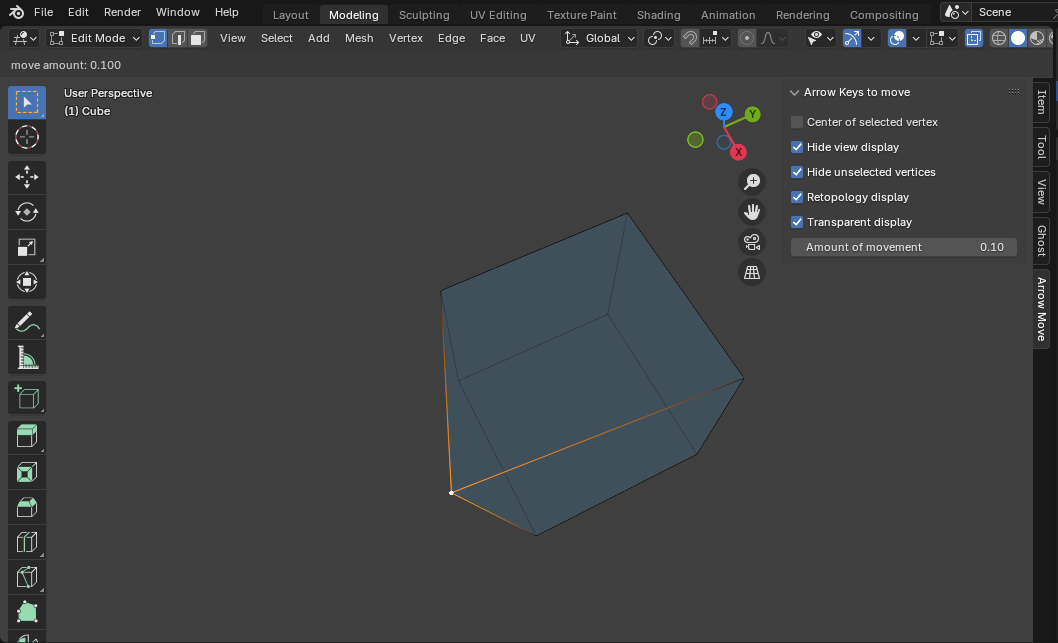 File Edit Render Window Help Layout Modeling Sculpting UV Editing Texture Paint Shading Animation Rendering Compositing Scene
Edit Mode View Select Add Mesh Vertex Edge Face UV Global
move amount: 0.100
User Perspective
(1) Cube
Z
Y
X
Arrow Keys to move
Center of selected vertex
Hide view display
Hide unselected vertices
Retopology display
Transparent display
Amount of movement 0.10
Item
Tool
View
Ghost
Arrow Move